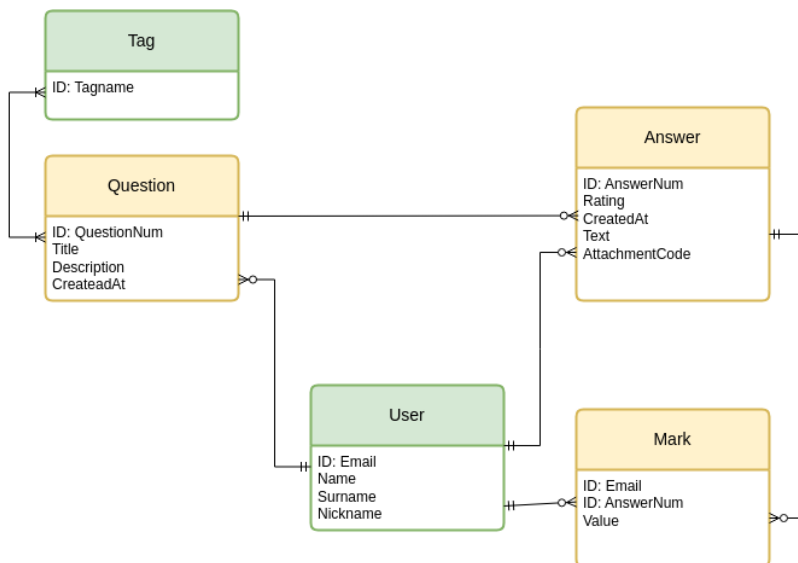 Tag
ID: Tagname
Question
ID: QuestionNum
Title
Description
CreateadAt
Answer
ID: AnswerNum
Rating
CreatedAt
Text
AttachmentCode
User
ID: Email
Name
Surname
Nickname
Mark
ID: Email
ID: AnswerNum
Value